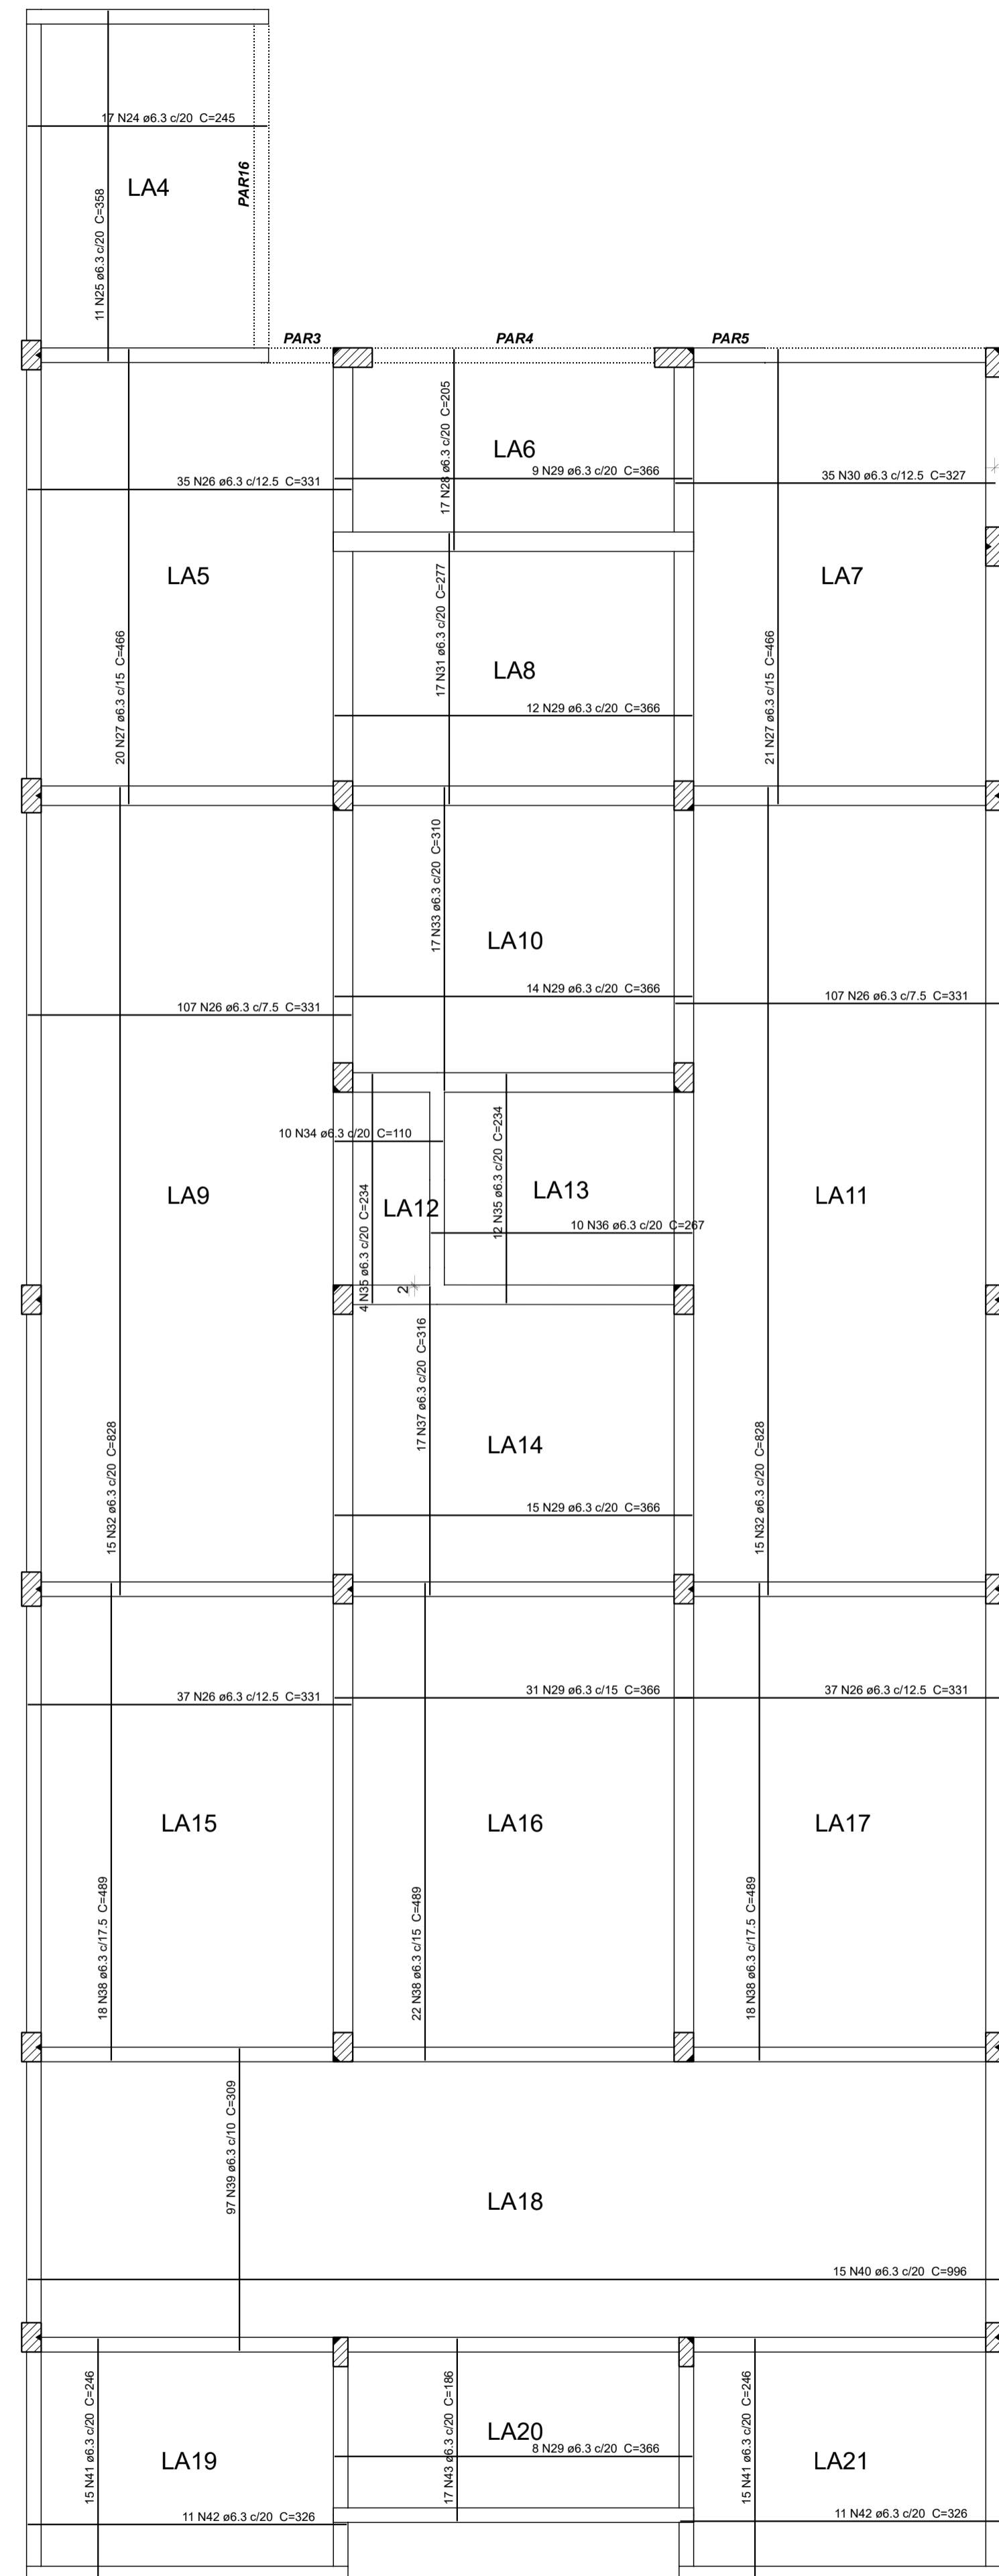 17 N24 ø6.3 c/20 C=245
PAR16
LA4
11 N25 ø6.3 c/20 C=358
PAR3
PAR4
PAR5
17 N28 ø6.3 c/20 C=205
LA6
9 N29 ø6.3 c/20 C=366
35 N26 ø6.3 c/12.5 C=331
35 N30 ø6.3 c/12.5 C=327
LA5
LA7
17 N31 ø6.3 c/20 C=277
LA8
20 N27 ø6.3 c/15 C=466
21 N27 ø6.3 c/15 C=466
12 N29 ø6.3 c/20 C=366
17 N33 ø6.3 c/20 C=310
LA10
14 N29 ø6.3 c/20 C=366
107 N26 ø6.3 c/7.5 C=331
107 N26 ø6.3 c/7.5 C=331
10 N34 ø6.3 c/20 C=110
12 N35 ø6.3 c/20 C=234
LA9
LA12
LA13
LA11
4 N35 ø6.3 c/20 C=234
10 N36 ø6.3 c/20 C=267
2
17 N37 ø6.3 c/20 C=316
LA14
15 N32 ø6.3 c/20 C=828
15 N32 ø6.3 c/20 C=828
15 N29 ø6.3 c/20 C=366
37 N26 ø6.3 c/12.5 C=331
31 N29 ø6.3 c/15 C=366
37 N26 ø6.3 c/12.5 C=331
LA15
LA16
LA17
18 N38 ø6.3 c/17.5 C=489
22 N38 ø6.3 c/15 C=489
18 N38 ø6.3 c/17.5 C=489
97 N39 ø6.3 c/10 C=309
LA18
15 N40 ø6.3 c/20 C=996
15 N41 ø6.3 c/20 C=246
17 N43 ø6.3 c/20 C=186
15 N41 ø6.3 c/20 C=246
LA20
8 N29 ø6.3 c/20 C=366
LA19
LA21
11 N42 ø6.3 c/20 C=326
11 N42 ø6.3 c/20 C=326